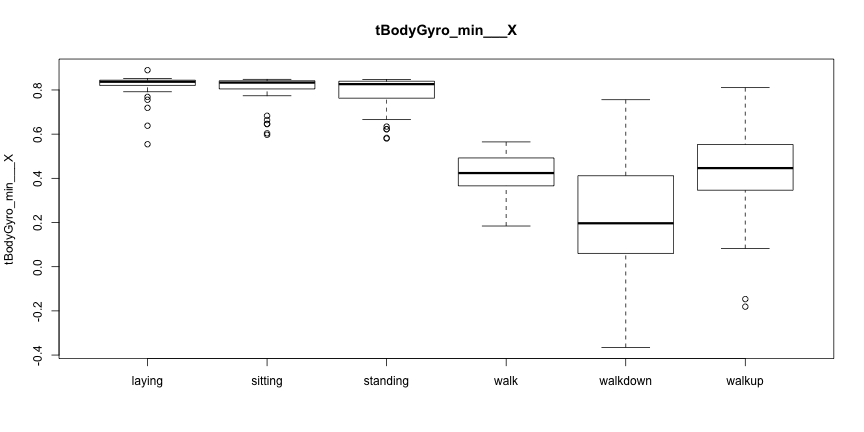 tBodyGyro_min___X
tBodyGyro_min___X
0.8
0.6
0.4
0.2
0.0
-0.2
-0.4
laying sitting standing walk walkdown walkup